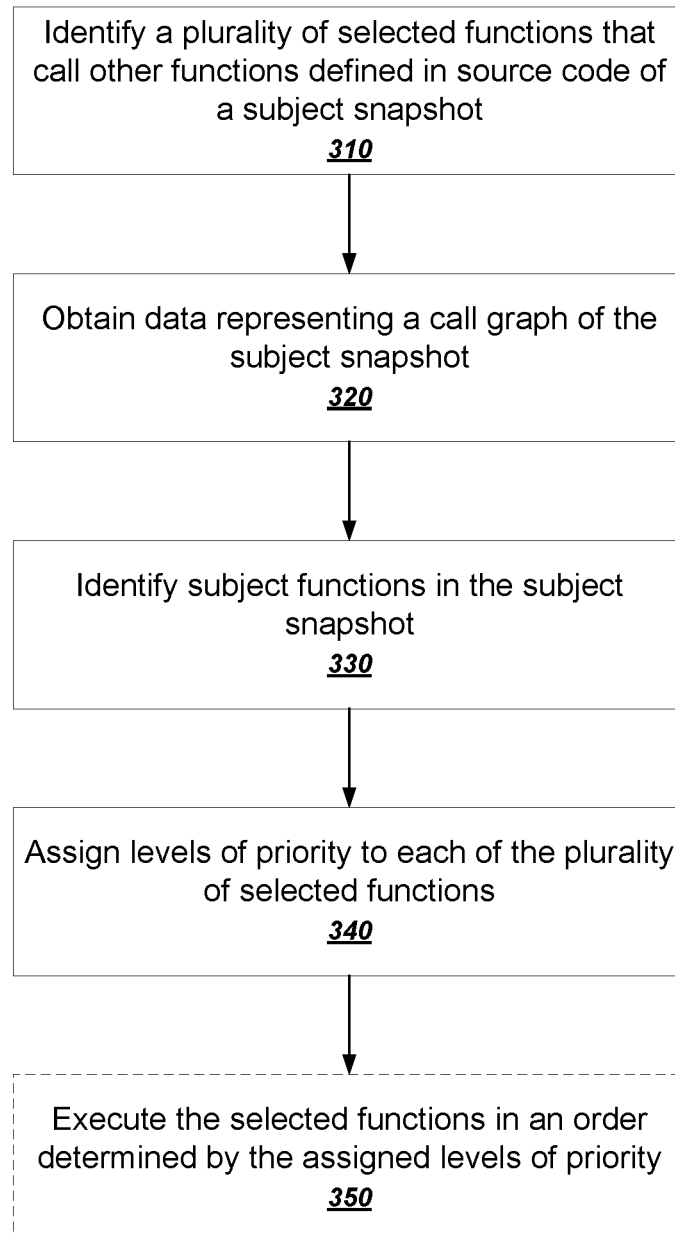 Identify a plurality of selected functions that
call other functions defined in source code of
a subject snapshot
310
Obtain data representing a call graph of the
subject snapshot
320
Identify subject functions in the subject
snapshot
330
Assign levels of priority to each of the plurality
of selected functions
340
Execute the selected functions in an order
determined by the assigned levels of priority
350